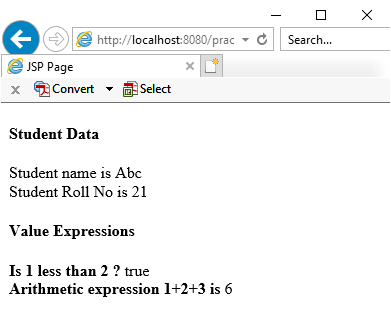 http://localhost:8080/prac
Search...
JSP Page
x Convert Select
Student Data
Student name is Abc
Student Roll No is 21
Value Expressions
Is 1 less than 2 ? true
Arithmetic expression 1+2+3 is 6